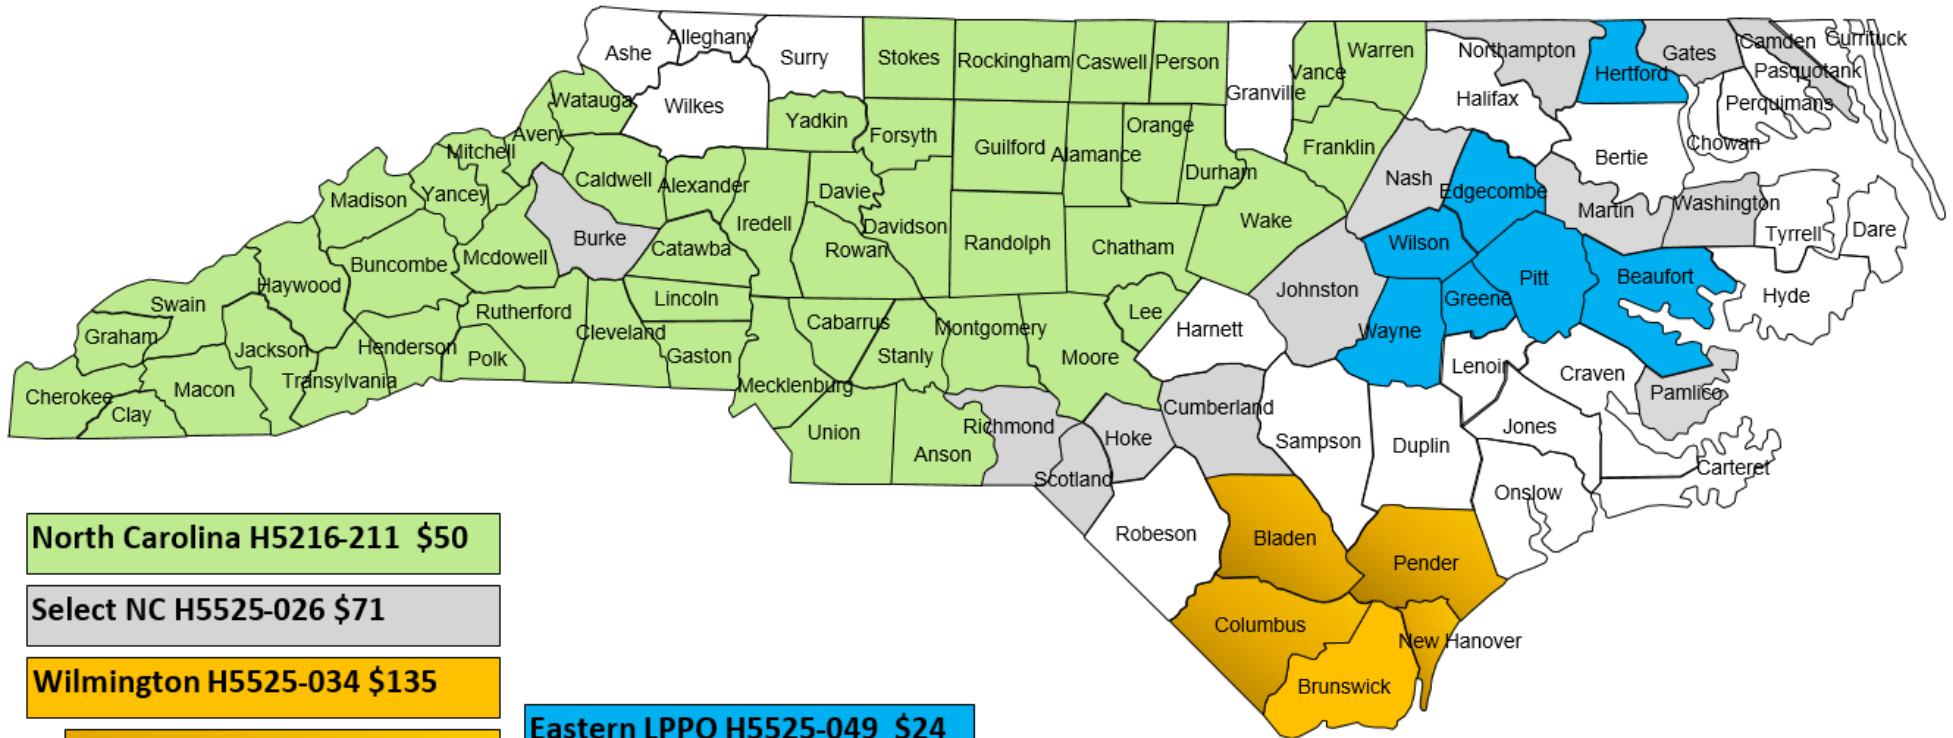 Ashe
Alleghany
Surry
Stokes
Rockingham
Caswell
Person
Granville
Vance
Warren
Northampton
Hertford
Gates
Camden
Currituck
Pasquotank
Perquimans
Chowan
Halifax
Bertie
Watauga
Wilkes
Yadkin
Forsyth
Guilford
Alamance
Orange
Durham
Franklin
Nash
Edgecombe
Martin
Washington
Tyrrell
Dare
Avery
Mitchell
Yancey
Madison
Caldwell
Alexander
Iredell
Davie
Davidson
Randolph
Chatham
Wake
Wilson
Pitt
Beaufort
Hyde
Burke
Catawba
Rowan
Mcdowell
Buncombe
Haywood
Swain
Graham
Jackson
Cherokee
Clay
Macon
Transylvania
Henderson
Polk
Rutherford
Cleveland
Lincoln
Gaston
Mecklenburg
Cabarrus
Stanly
Montgomery
Moore
Lee
Harnett
Johnston
Wayne
Greene
Lenoir
Craven
Pamlico
Jones
Carteret
Onslow
Duplin
Sampson
Cumberland
Hoke
Scotland
Richmond
Anson
Union
Robeson
Bladen
Pender
Columbus
New Hanover
Brunswick
North Carolina H5216-211 $50
Select NC H5525-026 $71
Wilmington H5525-034 $135
Eastern LPPO H5525-049 $24